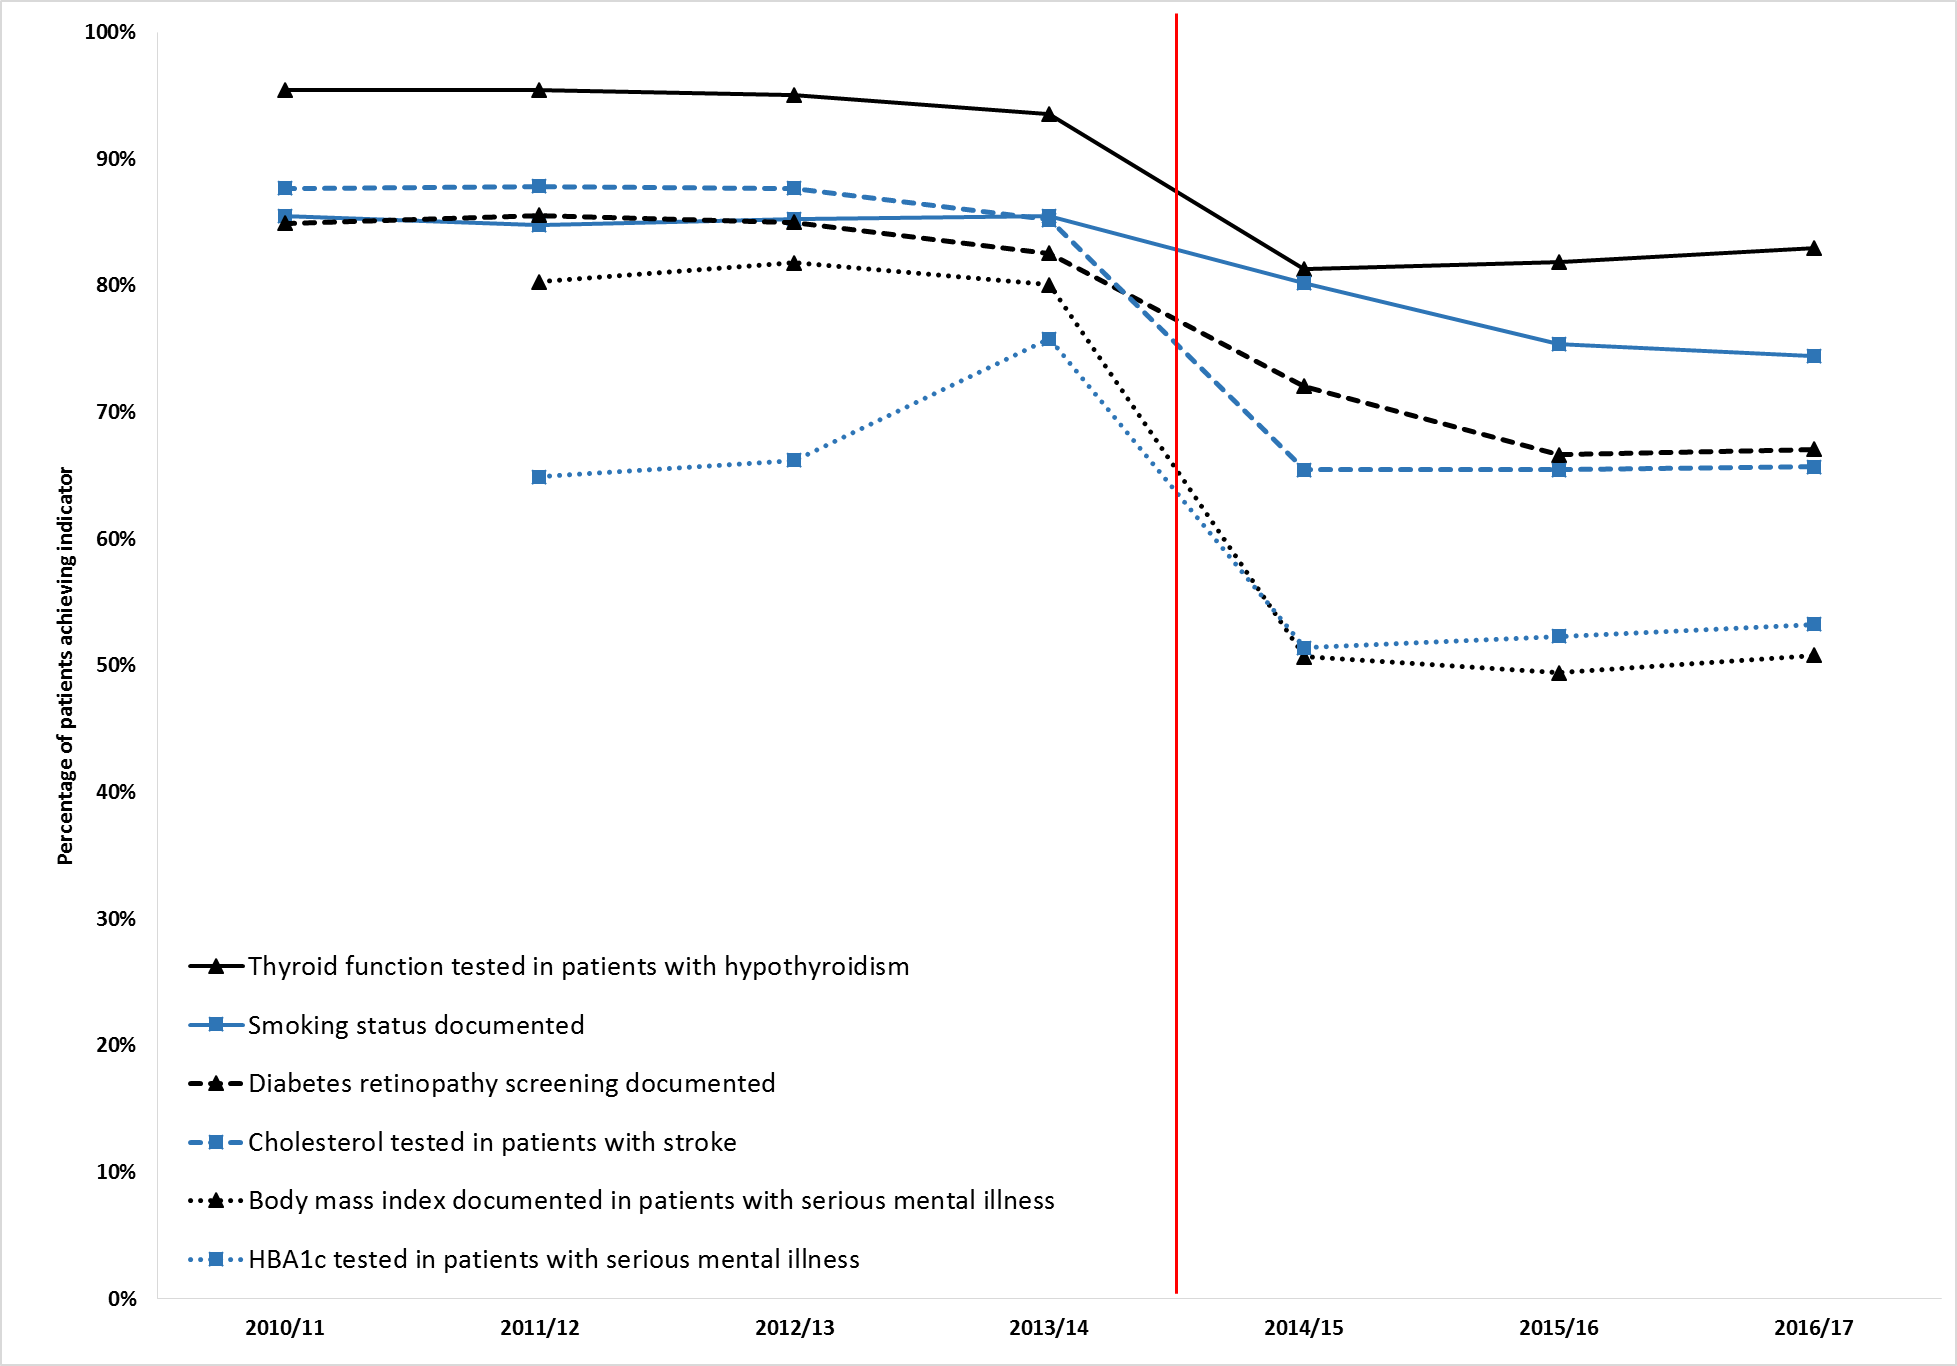 100%
90%
80%
70%
60%
50%
40%
30%
20%
10%
0%
Percentage of patients achieving indicator
Thyroid function tested in patients with hypothyroidism
Smoking status documented
Diabetes retinopathy screening documented
Cholesterol tested in patients with stroke
Body mass index documented in patients with serious mental illness
HBA1c tested in patients with serious mental illness
2010/11 2011/12 2012/13 2013/14 2014/15 2015/16 2016/17